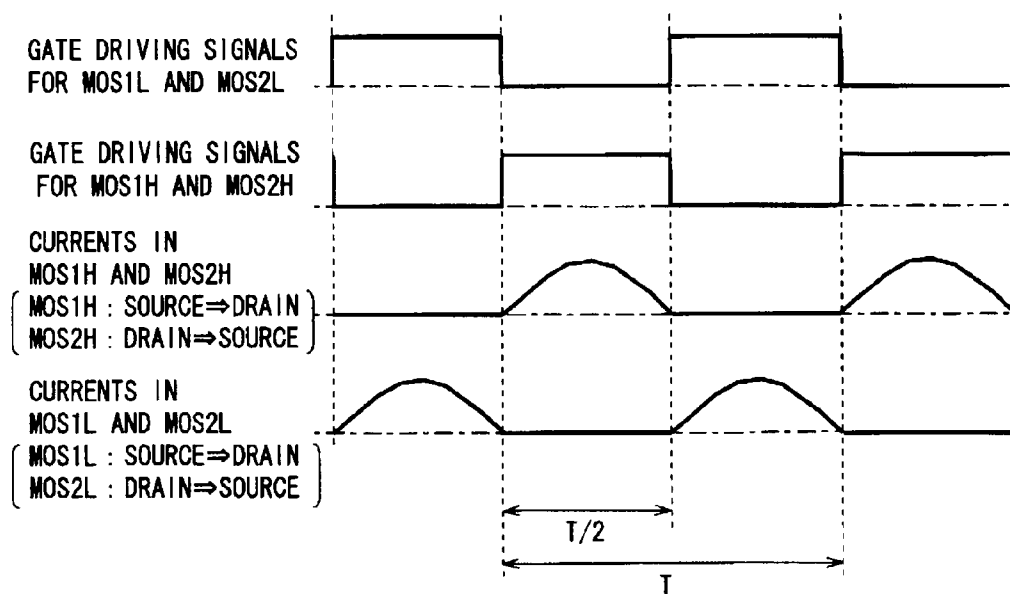 GATE DRIVING SIGNALS
FOR MOS1L AND MOS2L
GATE DRIVING SIGNALS
FOR MOS1H AND MOS2H
CURRENTS IN
MOS1H AND MOS2H
MOS1H : SOURCE⇒DRAIN
MOS2H : DRAIN⇒SOURCE
CURRENTS IN
MOS1L AND MOS2L
MOS1L : SOURCE⇒DRAIN
MOS2L : DRAIN⇒SOURCE
T/2
T